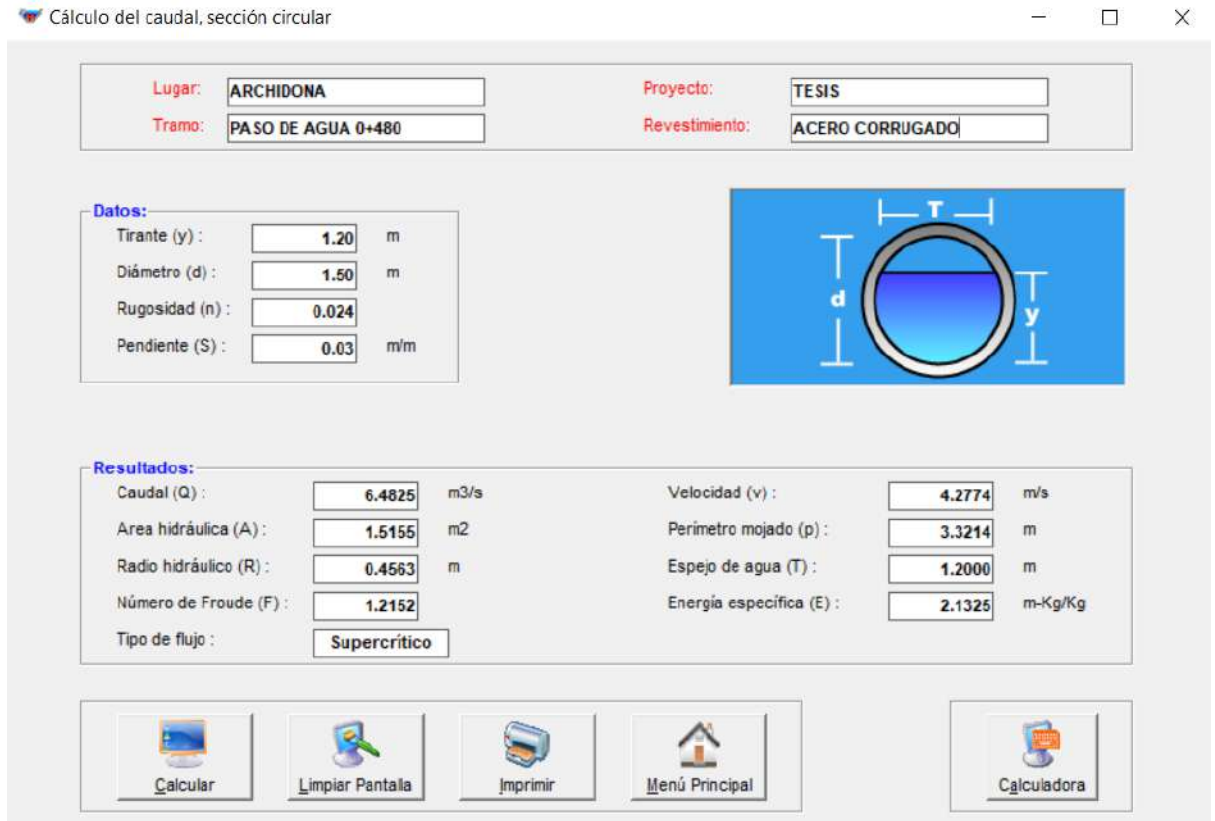 Cálculo del caudal, sección circular
Lugar: ARCHIDONA Proyecto: TESIS
Tramo: PASO DE AGUA 0+480 Revestimiento: ACERO CORRUGADO
Datos:
Tirante (y) : 1.20 m
Diámetro (d) : 1.50 m
Rugosidad (n) : 0.024
Pendiente (S) : 0.03 m/m
T
d
y
Resultados:
Caudal (Q) : 6.4825 m3/s Velocidad (v) : 4.2774 m/s
Area hidráulica (A) : 1.5155 m2 Perímetro mojado (p) : 3.3214 m
Radio hidráulico (R) : 0.4563 m Espejo de agua (T) : 1.2000 m
Número de Froude (F) : 1.2152 Energía específica (E) : 2.1325 m-Kg/Kg
Tipo de flujo : Supercrítico
Calcular Limpiar Pantalla Imprimir Menú Principal Calculadora